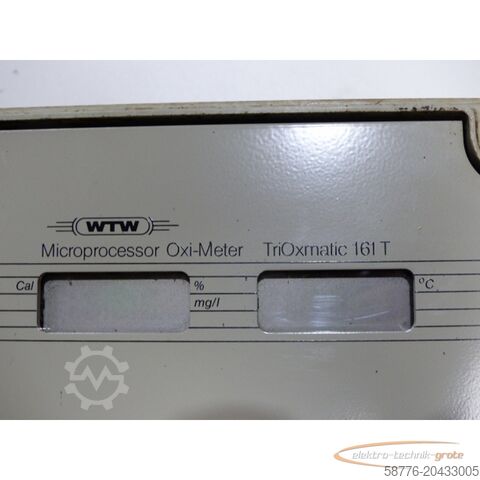 WTW
Microprocessor Oxi-Meter TriOxmatic 161 T
Cal % °C
mg/l
elektro-technik-grote
58776-20433005